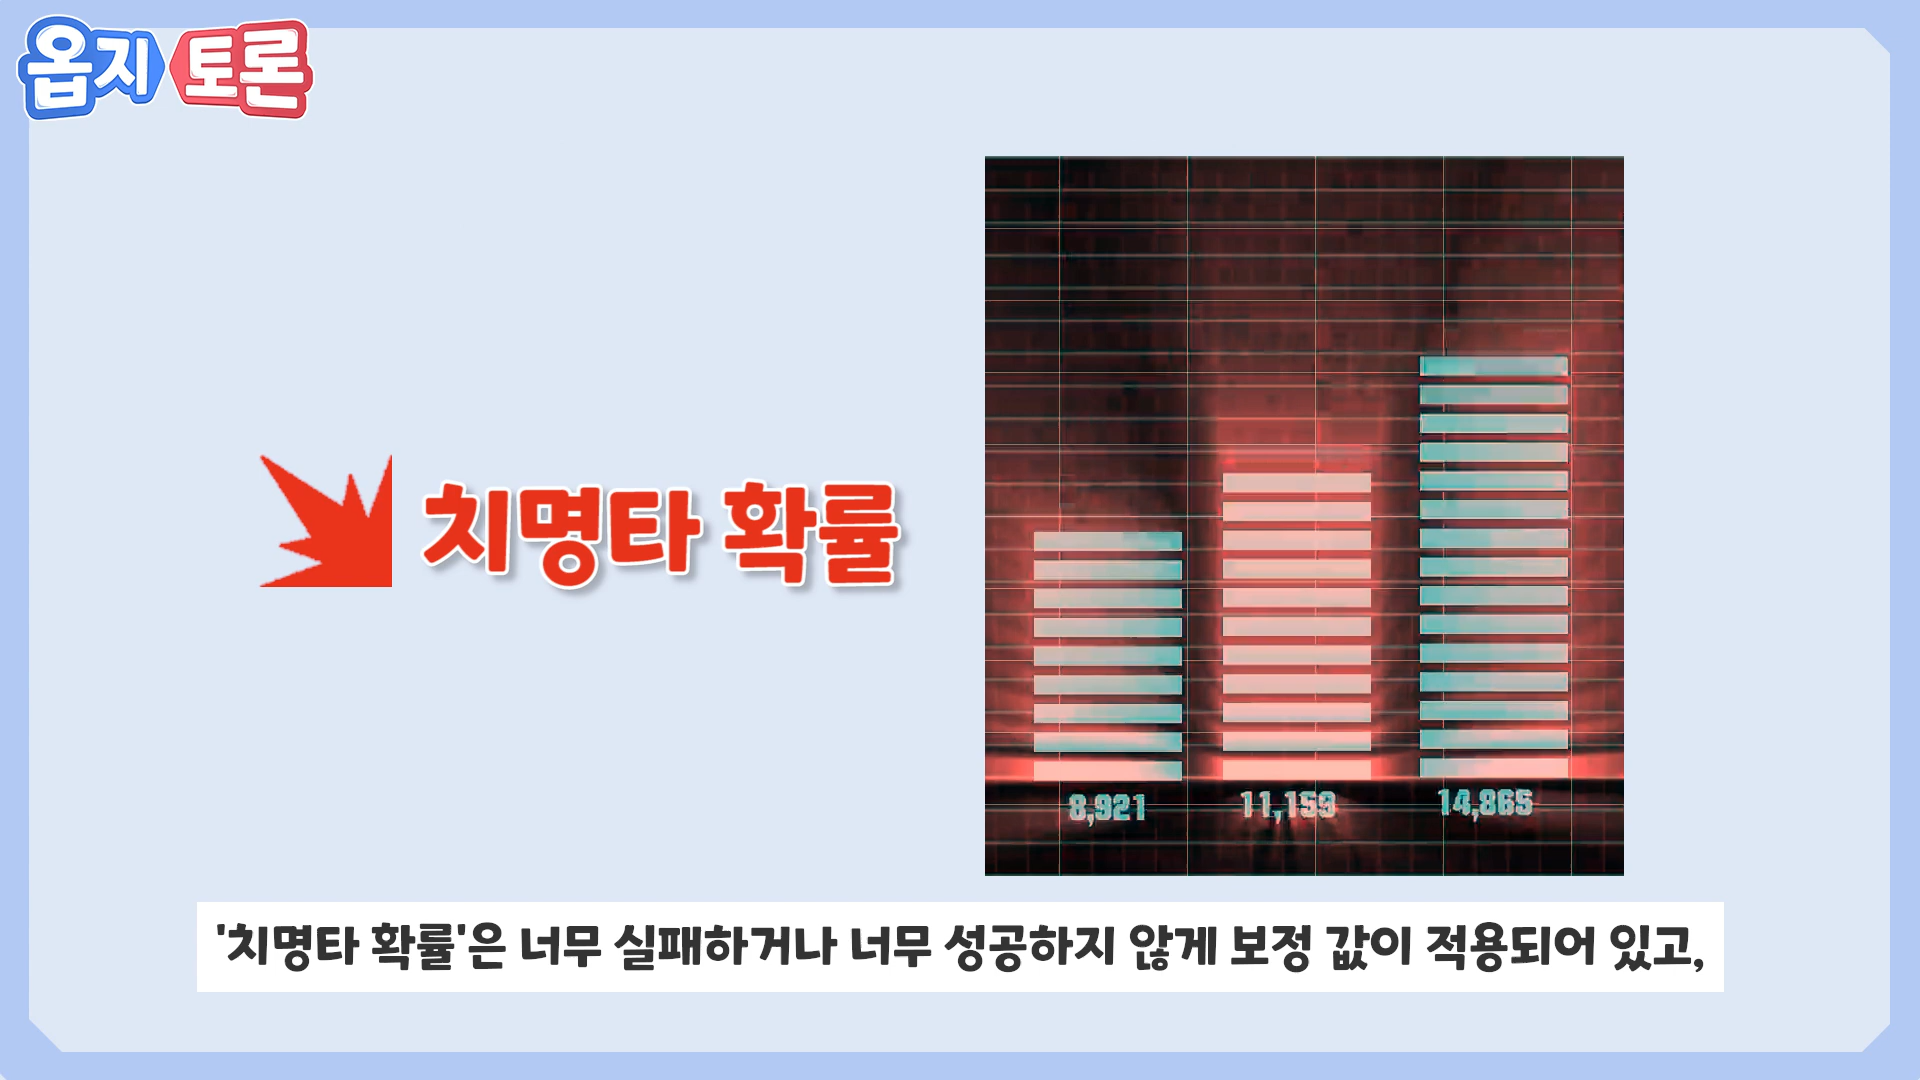 옵지 토론
치명타 확률
8,921
11,159
14,865
'치명타 확률'은 너무 실패하거나 너무 성공하지 않게 보정 값이 적용되어 있고,